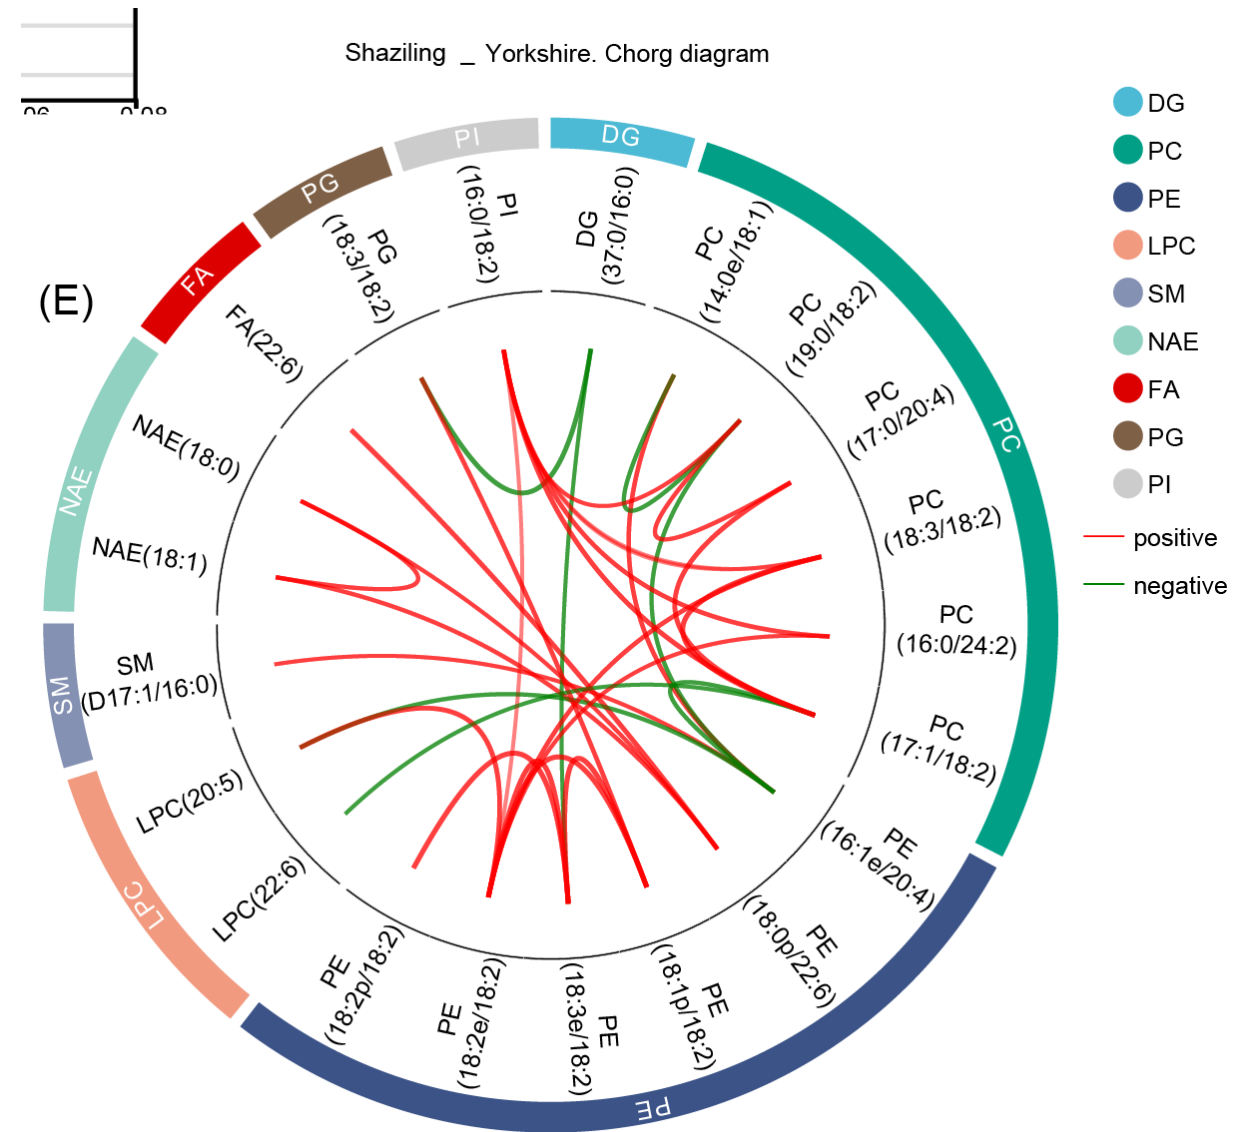 06
0.08
Shaziling _ Yorkshire. Chorg diagram
(E)
DG
PC
PE
LPC
SM
NAE
FA
PG
PI
positive
negative
DG
PC
PE
LPC
SM
NAE
FA
PG
PI
DG
(37:0/16:0)
PC
(14:0e/18:1)
PC
(19:0/18:2)
PC
(17:0/20:4)
PC
(18:3/18:2)
PC
(16:0/24:2)
PC
(17:1/18:2)
PE
(16:1e/20:4)
PE
(18:0p/22:6)
PE
(18:1p/18:2)
PE
(18:3e/18:2)
PE
(18:2e/18:2)
PE
(18:2p/18:2)
LPC(22:6)
LPC(20:5)
SM
(D17:1/16:0)
NAE(18:1)
NAE(18:0)
FA(22:6)
PG
(18:3/18:2)
PI
(16:0/18:2)